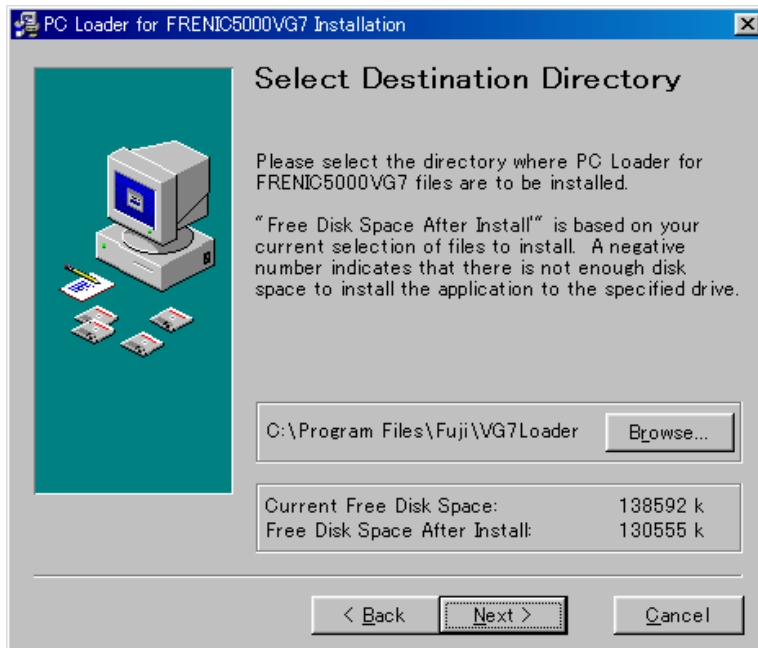 PC Loader for FRENIC5000VG7 Installation
Select Destination Directory
Please select the directory where PC Loader for
FRENIC5000VG7 files are to be installed.
"Free Disk Space After Install'" is based on your
current selection of files to install.  A negative
number indicates that there is not enough disk
space to install the application to the specified drive.
C:\Program Files\Fuji\VG7Loader
Browse...
Current Free Disk Space: 138592 k
Free Disk Space After Install: 130555 k
< Back
Next >
Cancel